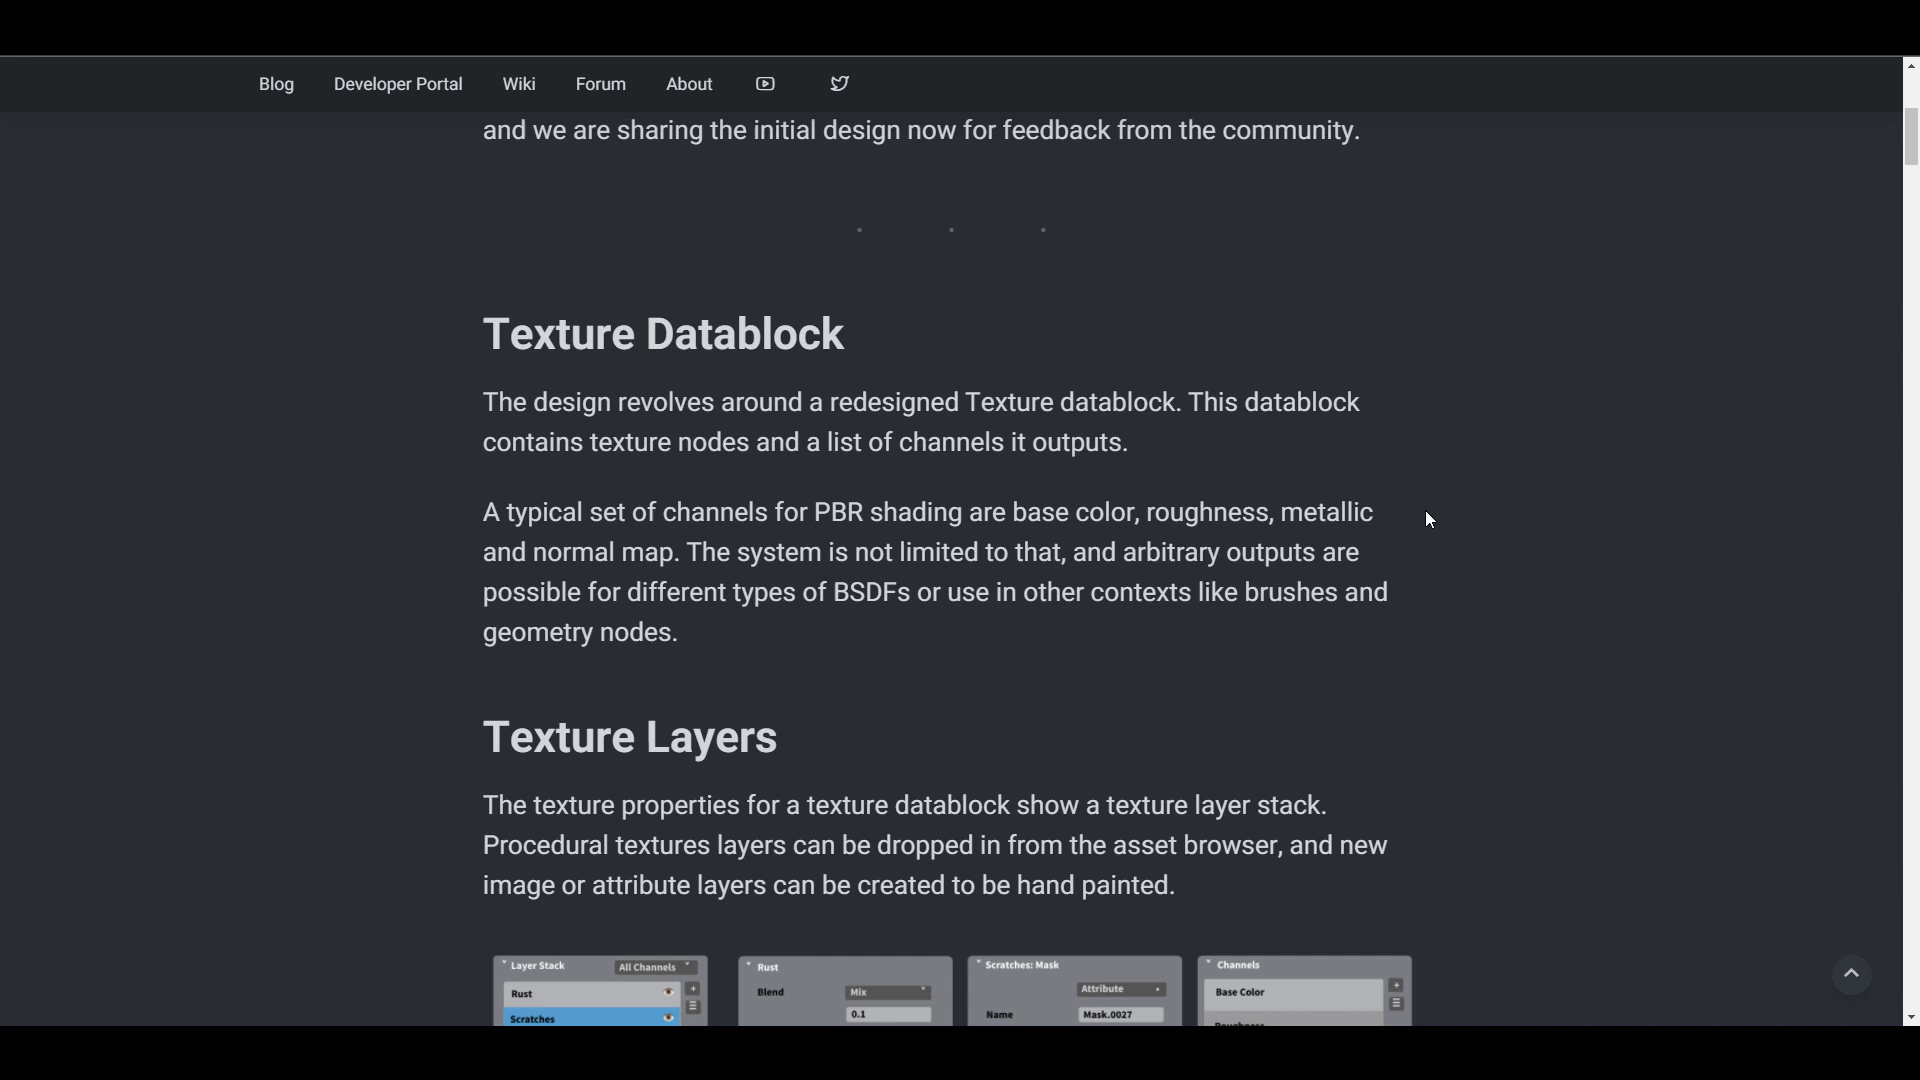 Blog Developer Portal Wiki Forum About
and we are sharing the initial design now for feedback from the community.
Texture Datablock
The design revolves around a redesigned Texture datablock. This datablock
contains texture nodes and a list of channels it outputs.
A typical set of channels for PBR shading are base color, roughness, metallic
and normal map. The system is not limited to that, and arbitrary outputs are
possible for different types of BSDFs or use in other contexts like brushes and
geometry nodes.
Texture Layers
The texture properties for a texture datablock show a texture layer stack.
Procedural textures layers can be dropped in from the asset browser, and new
image or attribute layers can be created to be hand painted.
Layer Stack All Channels
Rust
Scratches
Rust
Blend Mix
0.1
Scratches: Mask
Attribute
Name Mask.0027
Channels
Base Color
Roughness